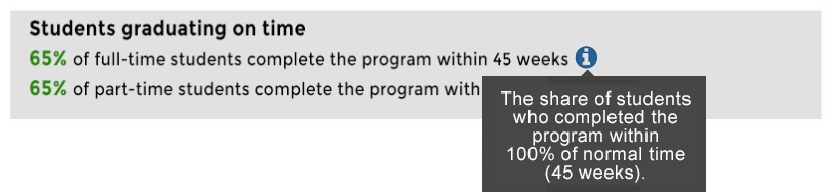 Students graduating on time
65% of full-time students complete the program within 45 weeks i
65% of part-time students complete the program with
The share of students
who completed the
program within
100% of normal time
(45 weeks).